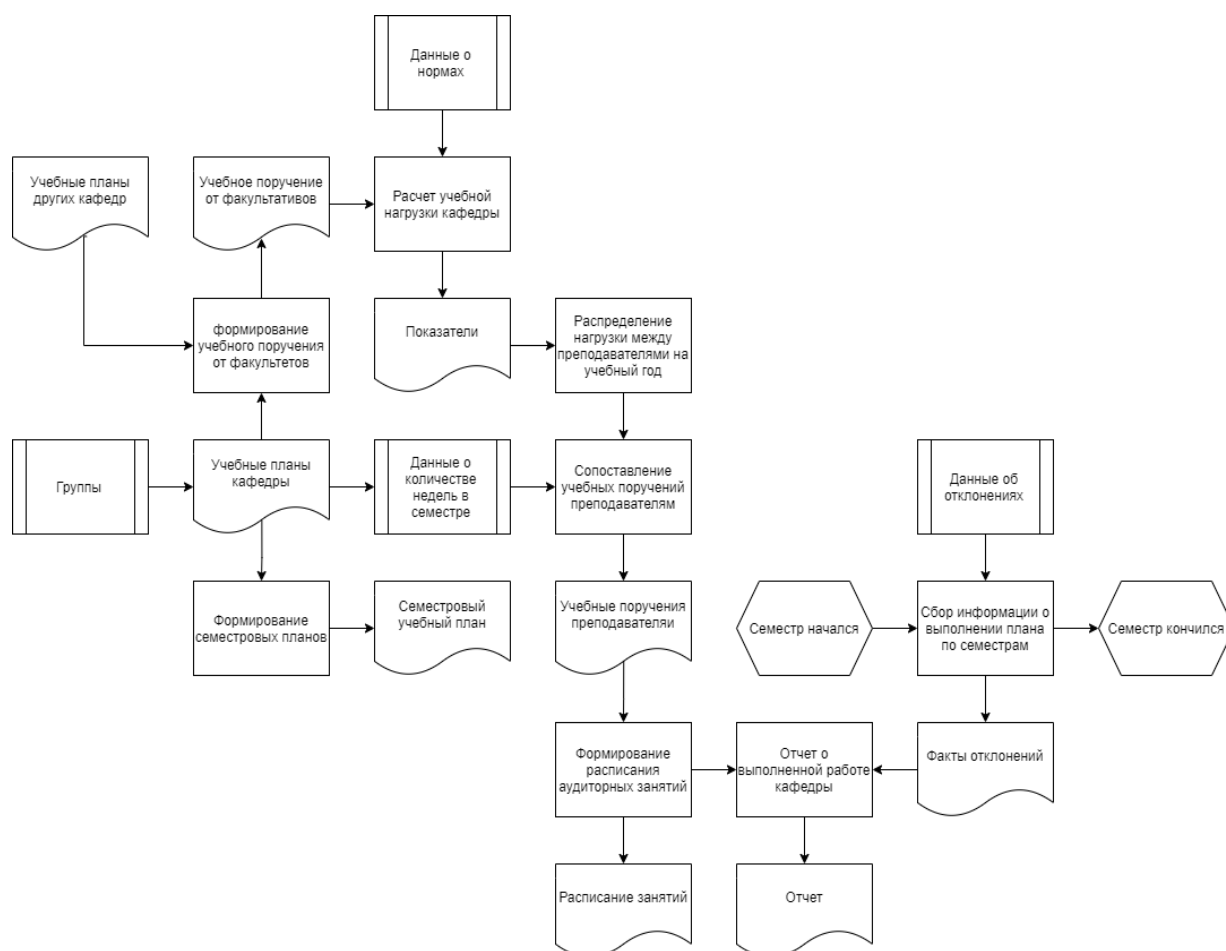 Данные о
нормах
Учебные планы
других кафедр
Учебное поручение
от факультативов
Расчет учебной
нагрузки кафедры
формирование
учебного поручения
от факультетов
Показатели
Распределение
нагрузки между
преподавателями на
учебный год
Группы
Учебные планы
кафедры
Данные о
количестве
недель в
семестре
Сопоставление
учебных поручений
преподавателям
Данные об
отклонениях
Формирование
семестровых планов
Семестровый
учебный план
Учебные поручения
преподавателяи
Семестр начался
Сбор информации о
выполнении плана
по семестрам
Семестр кончился
Формирование
расписания
аудиторных занятий
Отчет о
выполненной работе
кафедры
Факты отклонений
Расписание занятий
Отчет